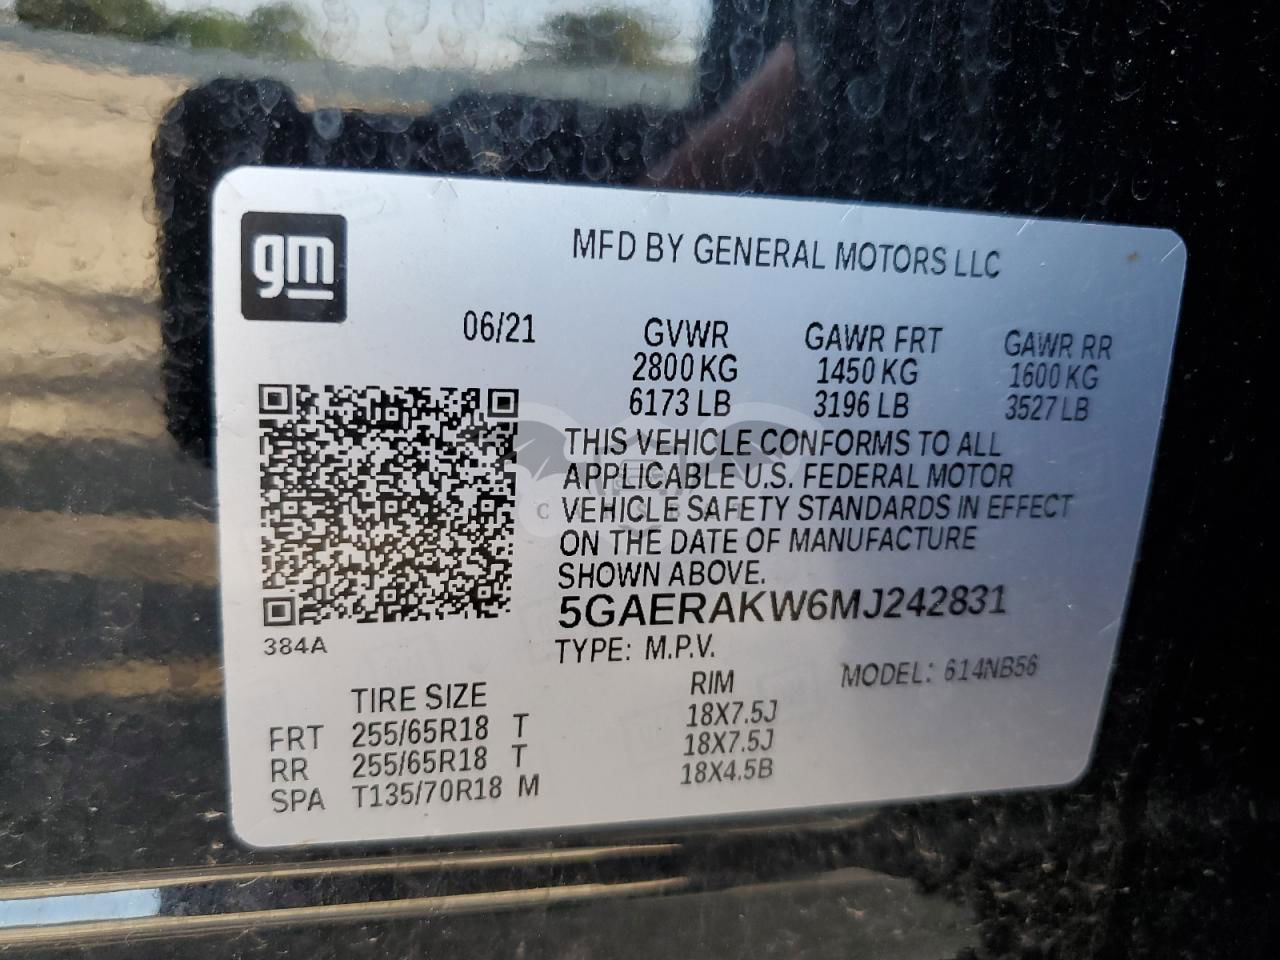 gm
MFD BY GENERAL MOTORS LLC
06/21 GVWR GAWR FRT GAWR RR
2800 KG 1450 KG 1600 KG
6173 LB 3196 LB 3527 LB
THIS VEHICLE CONFORMS TO ALL
APPLICABLE U.S. FEDERAL MOTOR
VEHICLE SAFETY STANDARDS IN EFFECT
ON THE DATE OF MANUFACTURE
SHOWN ABOVE.
5GAERAKW6MJ242831
384A
TYPE: M.P.V. MODEL: 614NB56
TIRE SIZE RIM
FRT 255/65R18 T 18X7.5J
RR 255/65R18 T 18X7.5J
SPA T135/70R18 M 18X4.5B